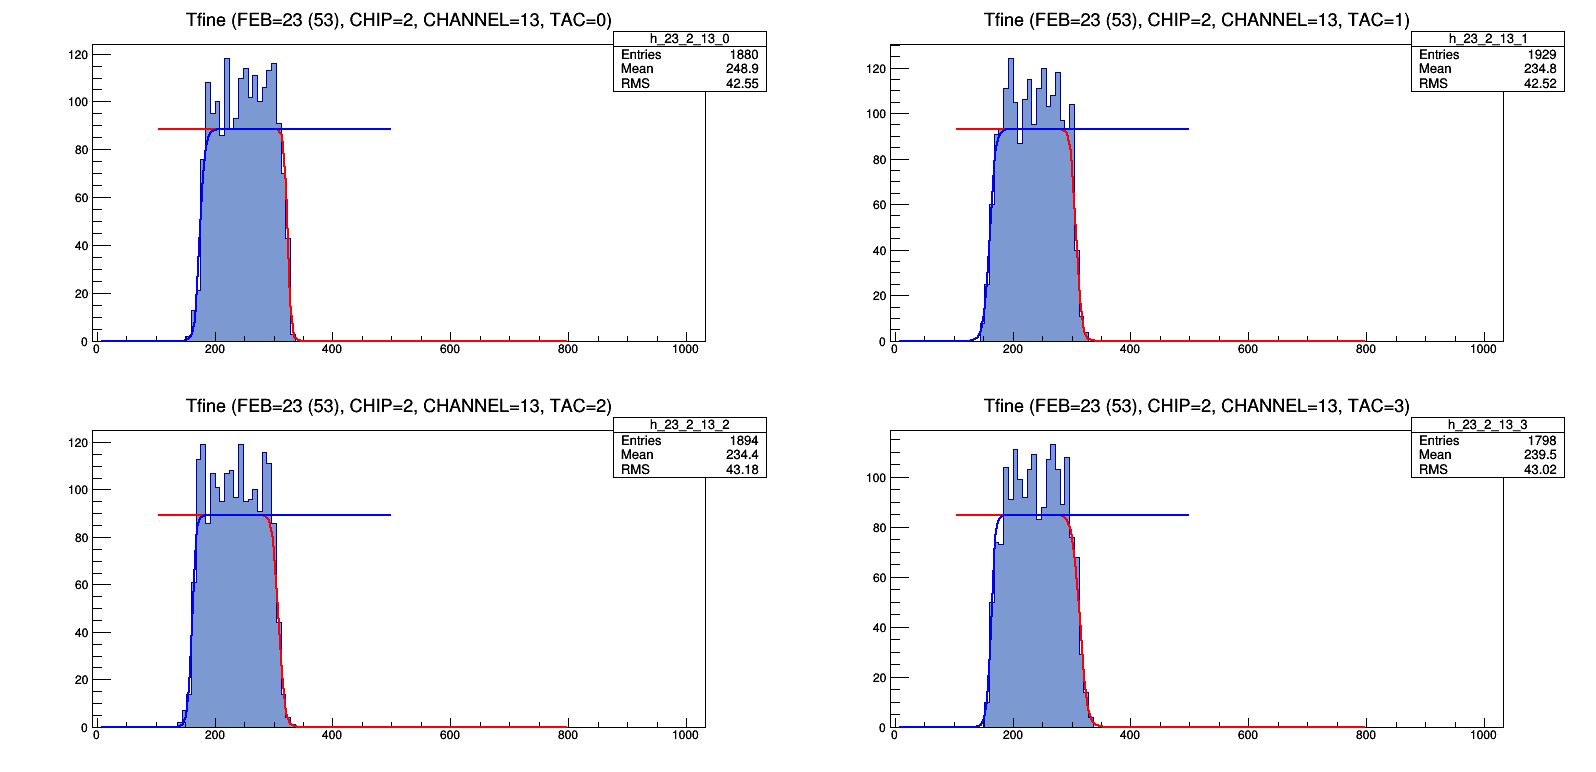 Tfine (FEB=23 (53), CHIP=2, CHANNEL=13, TAC=0)
h_23_2_13_0
Entries 1880
Mean 248.9
RMS 42.55
120
100
80
60
40
20
0
0 200 400 600 800 1000
Tfine (FEB=23 (53), CHIP=2, CHANNEL=13, TAC=1)
h_23_2_13_1
Entries 1929
Mean 234.8
RMS 42.52
120
100
80
60
40
20
0
0 200 400 600 800 1000
Tfine (FEB=23 (53), CHIP=2, CHANNEL=13, TAC=2)
h_23_2_13_2
Entries 1894
Mean 234.4
RMS 43.18
120
100
80
60
40
20
0
0 200 400 600 800 1000
Tfine (FEB=23 (53), CHIP=2, CHANNEL=13, TAC=3)
h_23_2_13_3
Entries 1798
Mean 239.5
RMS 43.02
100
80
60
40
20
0
0 200 400 600 800 1000